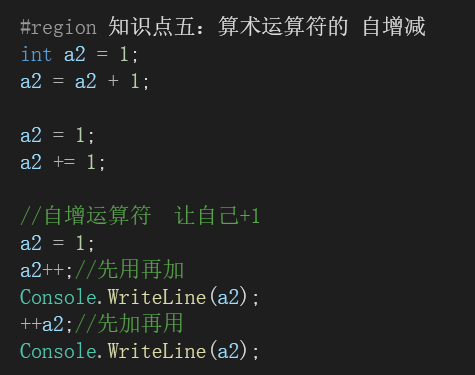 #region 知识点五：算术运算符的 自增减
int a2 = 1;
a2 = a2 + 1;
a2 = 1;
a2 += 1;
//自增运算符  让自己+1
a2 = 1;
a2++;//先用再加
Console.WriteLine(a2);
++a2;//先加再用
Console.WriteLine(a2);